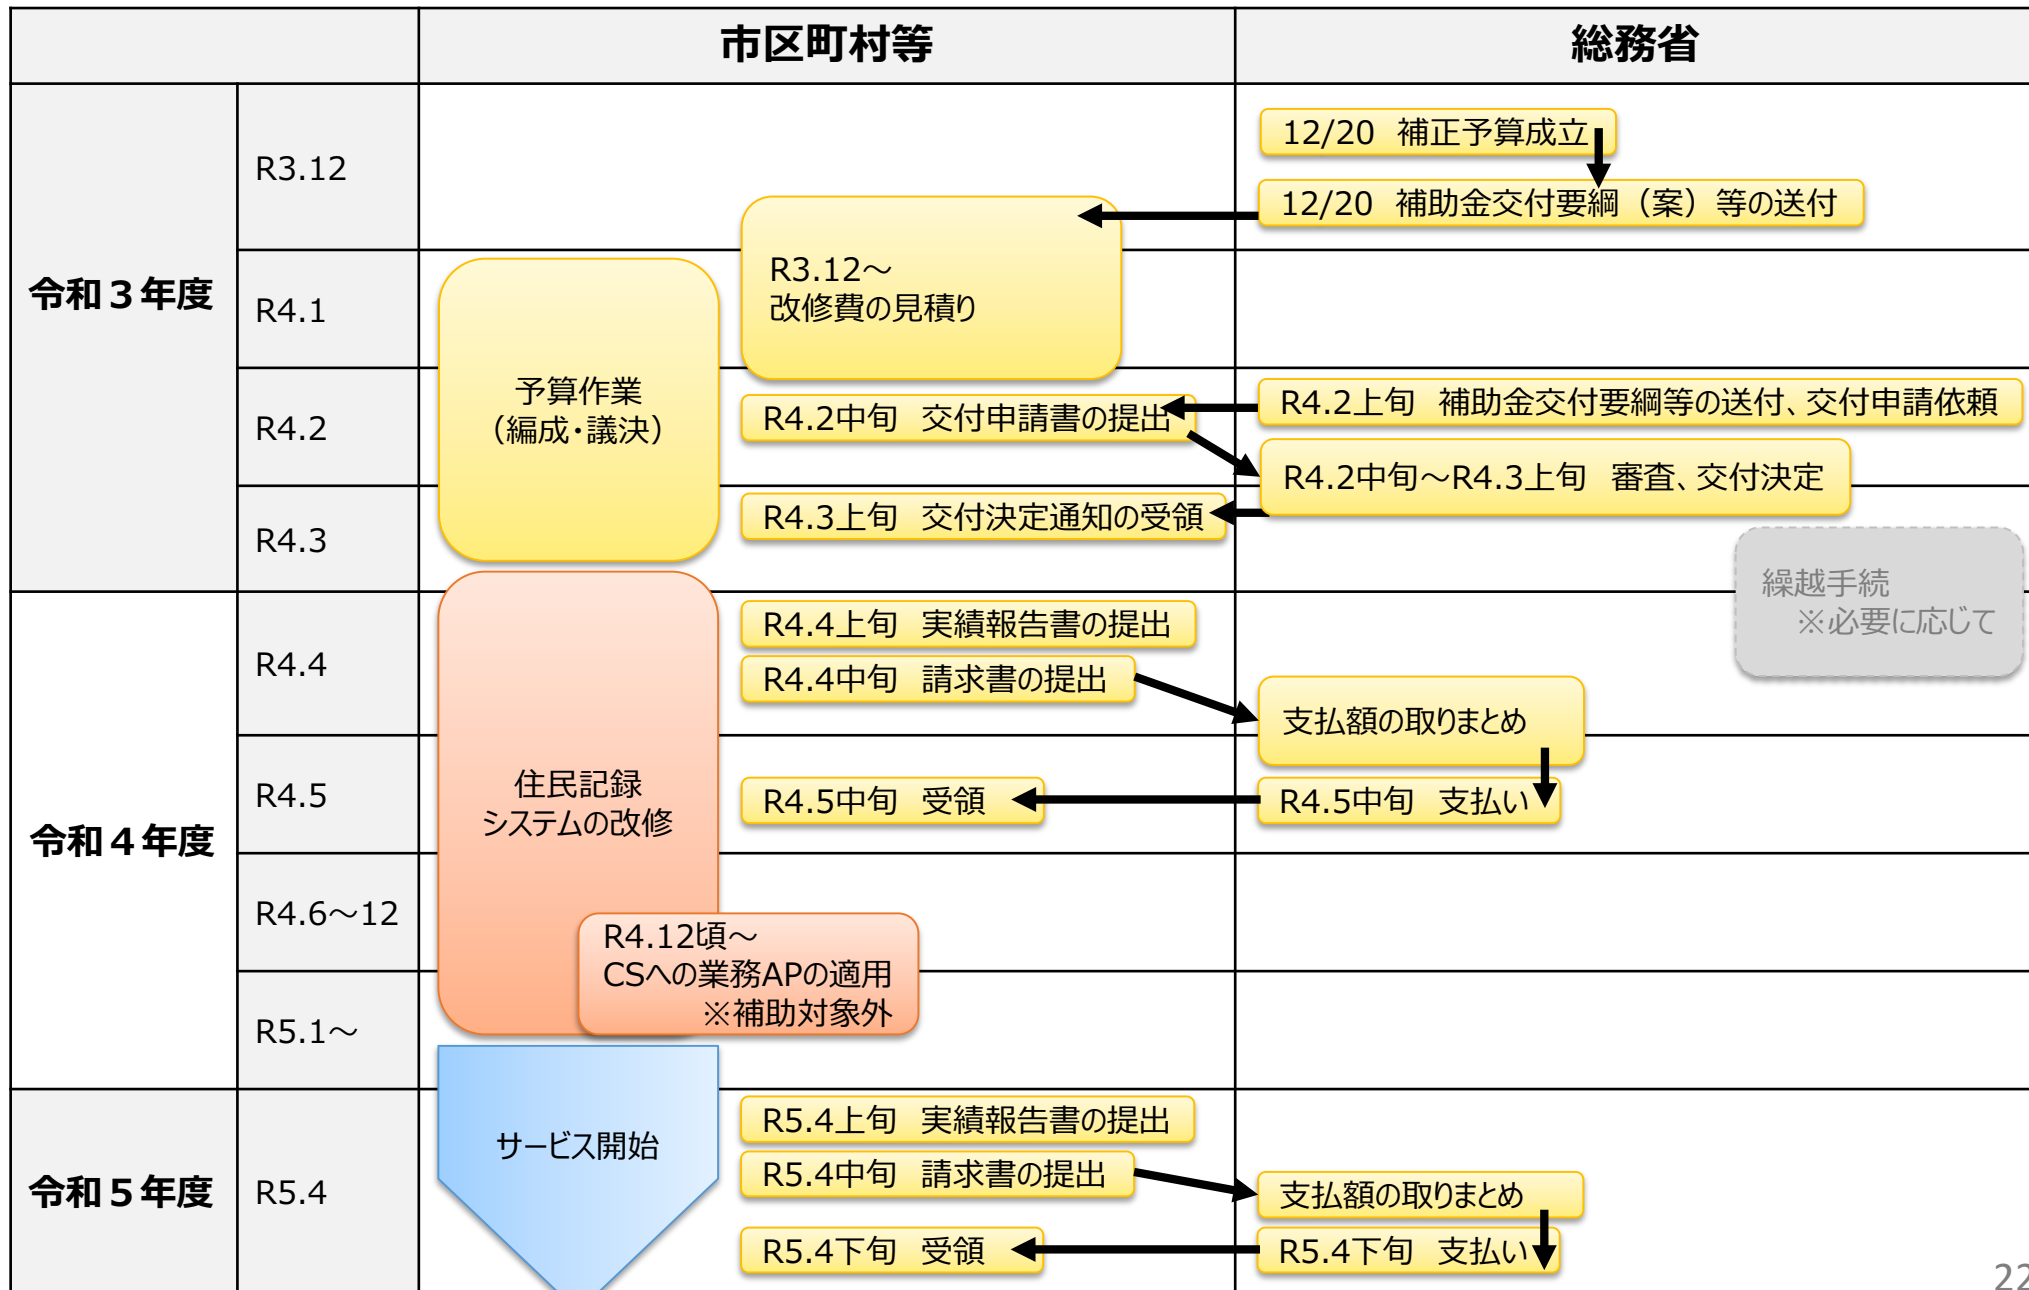 市区町村等
総務省
令和３年度
R3.12
12/20 補正予算成立
12/20 補助金交付要綱（案）等の送付
R3.12～
改修費の見積り
R4.1
予算作業
（編成・議決）
R4.2
R4.2中旬 交付申請書の提出
R4.2上旬 補助金交付要綱等の送付、交付申請依頼
R4.2中旬～R4.3上旬 審査、交付決定
R4.3
R4.3上旬 交付決定通知の受領
繰越手続
※必要に応じて
令和４年度
R4.4
R4.4上旬 実績報告書の提出
R4.4中旬 請求書の提出
支払額の取りまとめ
住民記録
システムの改修
R4.5
R4.5中旬 受領
R4.5中旬 支払い
R4.6～12
R4.12頃～
CSへの業務APの適用
※補助対象外
R5.1～
サービス開始
令和５年度
R5.4
R5.4上旬 実績報告書の提出
R5.4中旬 請求書の提出
支払額の取りまとめ
R5.4下旬 受領
R5.4下旬 支払い
22